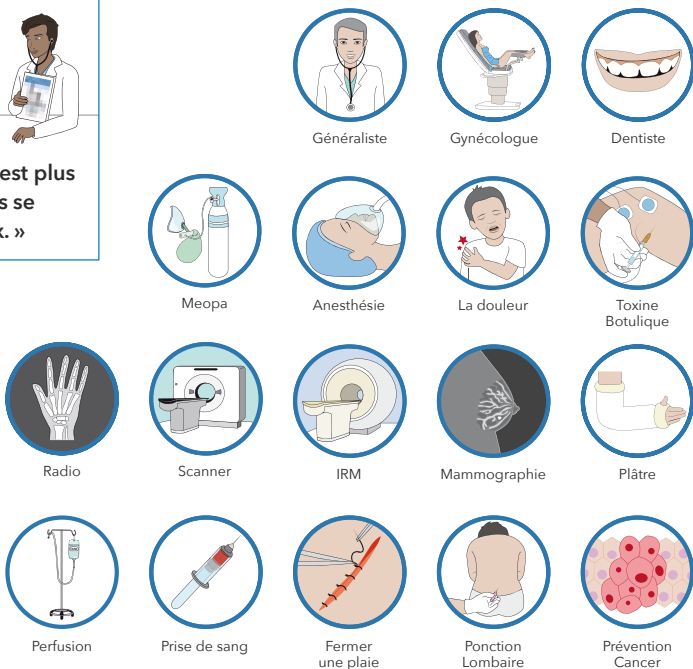 est plus
s se
x. »
Généraliste
Gynécologue
Dentiste
Meopa
Anesthésie
La douleur
Toxine
Botulique
Radio
Scanner
IRM
Mammographie
Plâtre
Perfusion
Prise de sang
Fermer
une plaie
Ponction
Lombaire
Prévention
Cancer